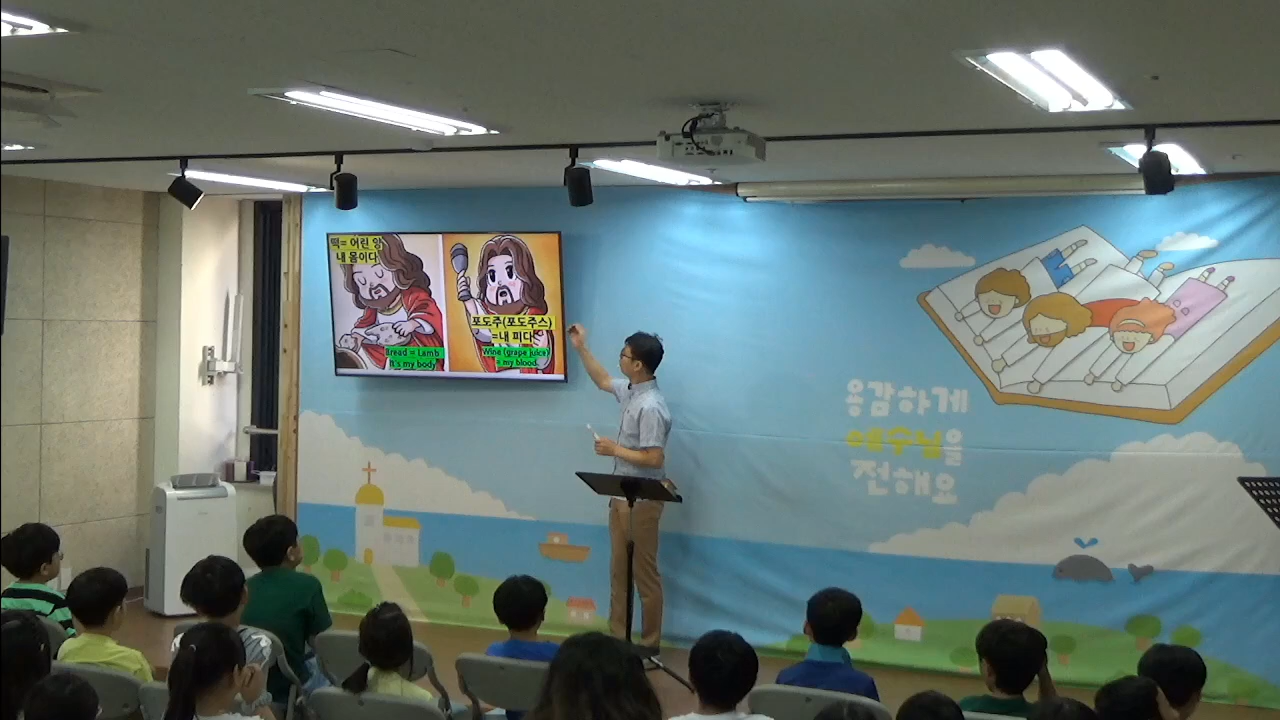 떡= 어린 양
내 몸이다
Bread = Lamb
It's my body
포도주(포도주스)
=내 피다
Wine (grape juice)
= my blood
용감하게
예수님을
전해요